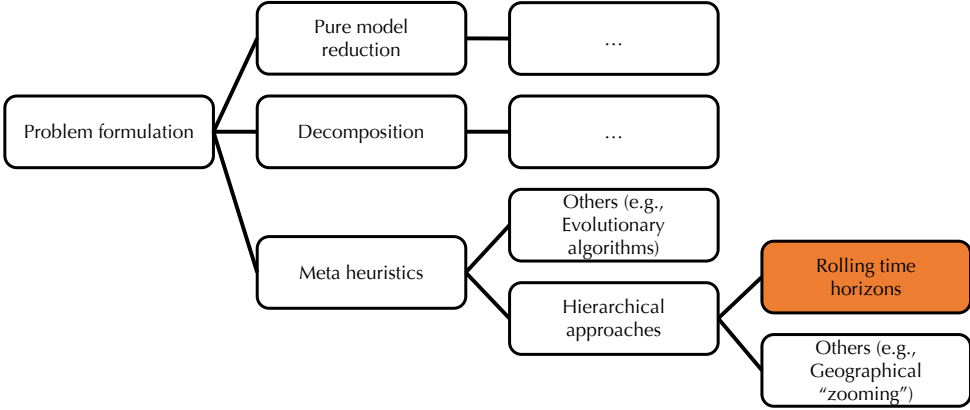 Pure model
reduction
…
Problem formulation
Decomposition
…
Others (e.g.,
Evolutionary
algorithms)
Meta heuristics
Rolling time
horizons
Hierarchical
approaches
Others (e.g.,
Geographical
“zooming”)